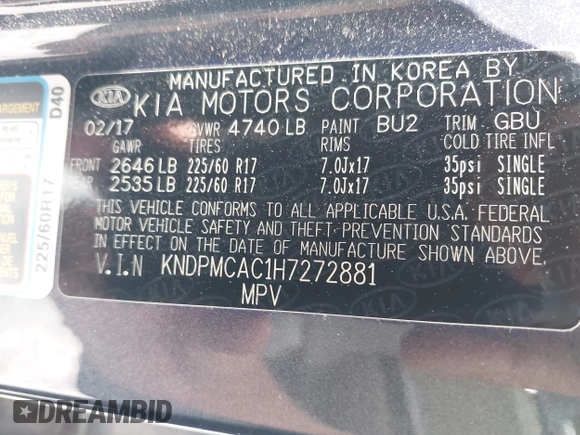 MANUFACTURED IN KOREA BY
KIA KIA MOTORS CORPORATION
02/17 GVWR 4740 LB PAINT BU2 TRIM GBU
GAWR TIRES RIMS COLD TIRE INFL
FRONT 2646 LB 225/60 R17 7.0Jx17 35psi SINGLE
2535 LB 225/60 R17 7.0Jx17 35psi SINGLE
THIS VEHICLE CONFORMS TO ALL APPLICABLE U.S.A. FEDERAL
MOTOR VEHICLE SAFETY AND THEFT-PREVENTION STANDARDS
IN EFFECT ON THE DATE OF MANUFACTURE SHOWN ABOVE.
V.I.N KNDPMCAC1H7272881
MPV
D40
225/60R17
DREAMBID